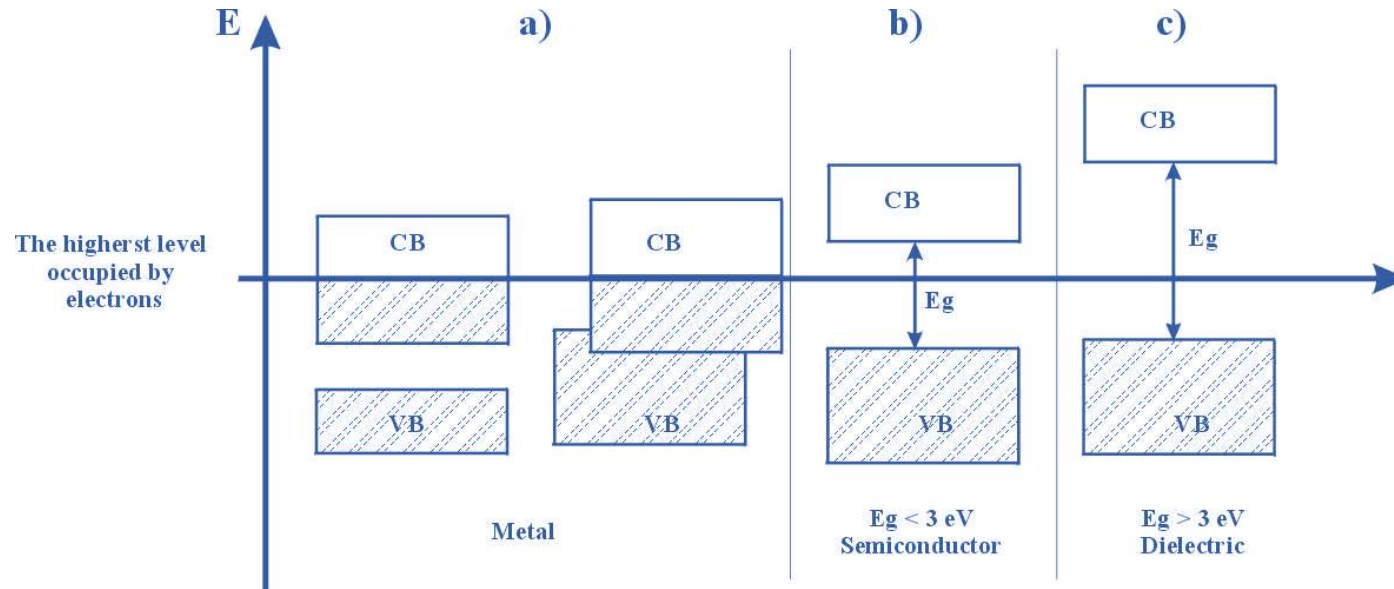 E
a)
b)
c)
CB
CB
CB
CB
The higherst level
occupied by
electrons
Eg
Eg
VB
VB
VB
VB
Metal
Eg < 3 eV
Semiconductor
Eg > 3 eV
Dielectric